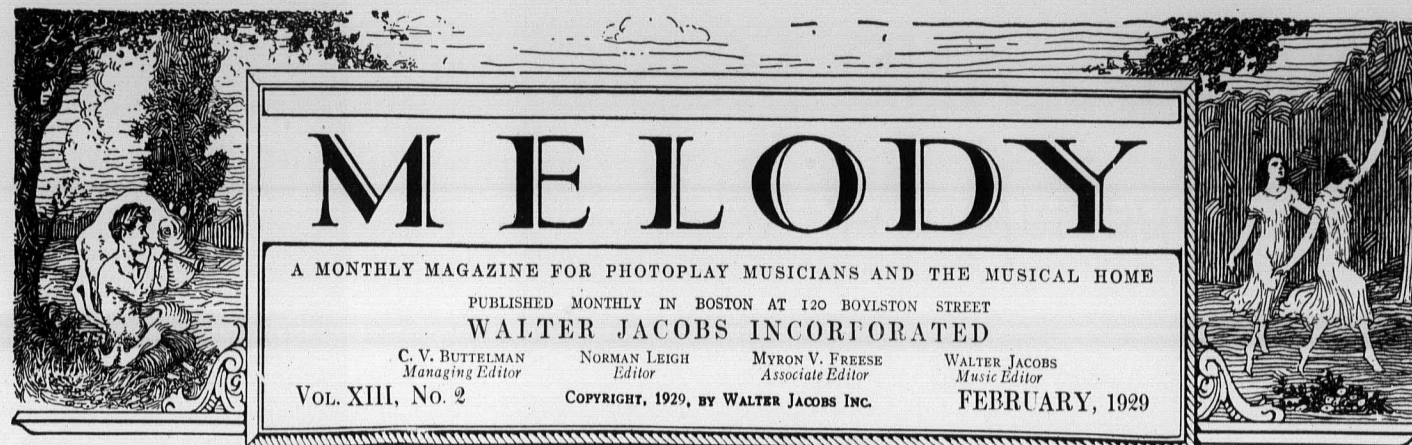 MELODY
A MONTHLY MAGAZINE FOR PHOTOPLAY MUSICIANS AND THE MUSICAL HOME
PUBLISHED MONTHLY IN BOSTON AT 120 BOYLSTON STREET
WALTER JACOBS INCORPORATED
C. V. BUTTELMAN NORMAN LEIGH MYRON V. FREESE WALTER JACOBS
Managing Editor Editor Associate Editor Music Editor
VOL. XIII, No. 2 COPYRIGHT, 1929, BY WALTER JACOBS INC. FEBRUARY, 1929